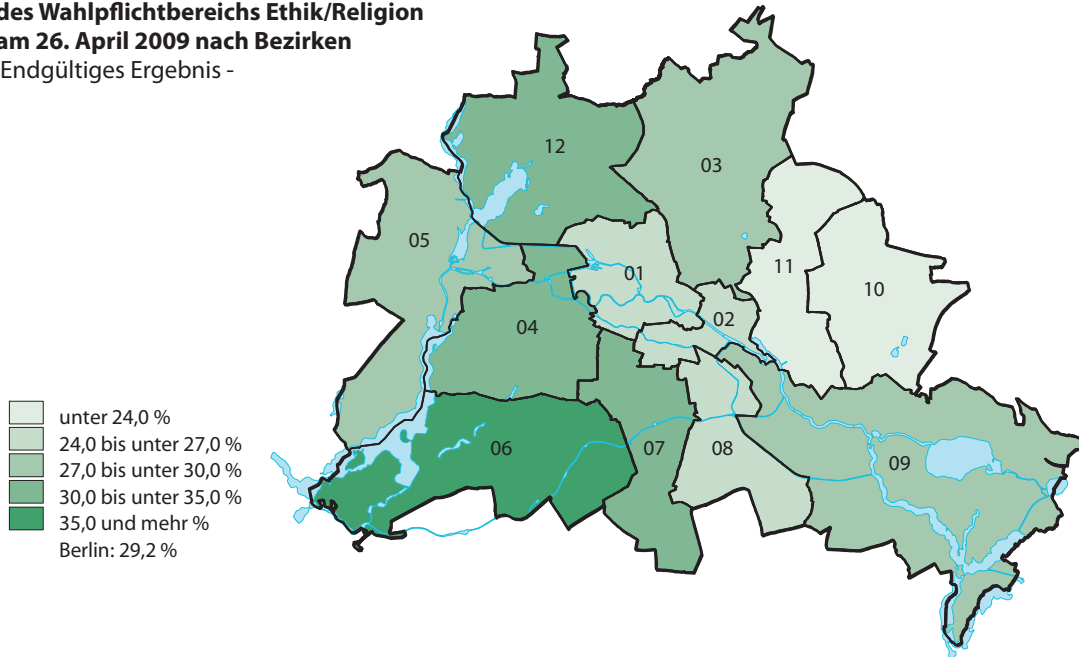 des Wahlpflichtbereichs Ethik/Religion
am 26. April 2009 nach Bezirken
Endgültiges Ergebnis -
12
03
05
01
11
10
02
04
06
07
08
09
unter 24,0 %
24,0 bis unter 27,0 %
27,0 bis unter 30,0 %
30,0 bis unter 35,0 %
35,0 und mehr %
Berlin: 29,2 %